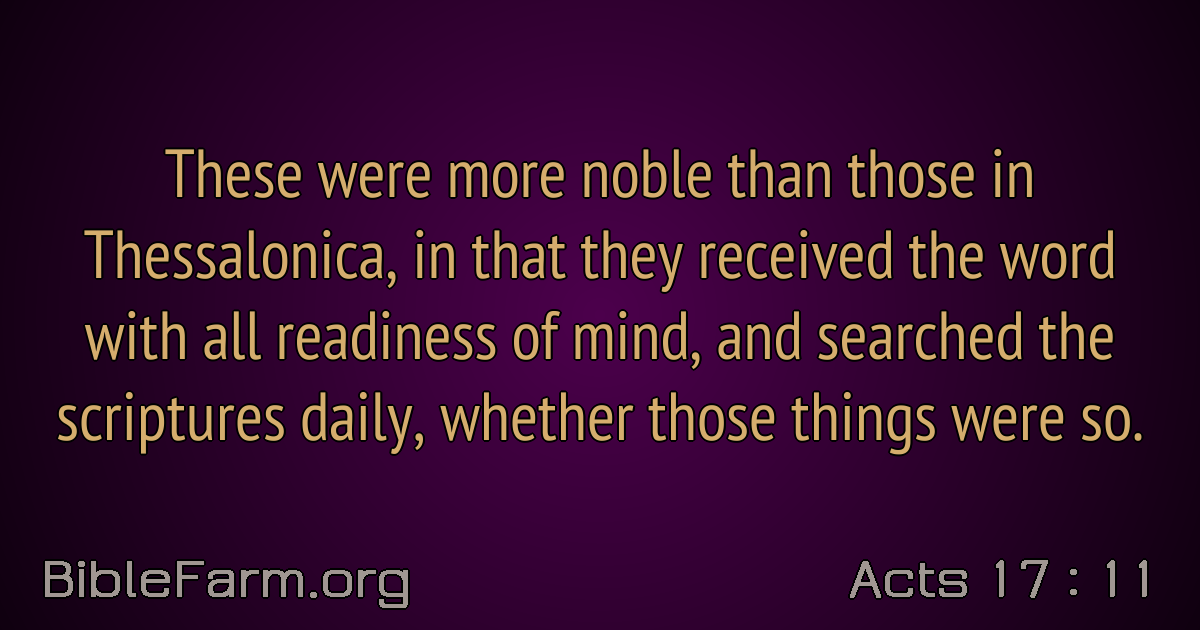 These were more noble than those in
Thessalonica, in that they received the word
with all readiness of mind, and searched the
scriptures daily, whether those things were so.
BibleFarm.org
Acts 17 : 11